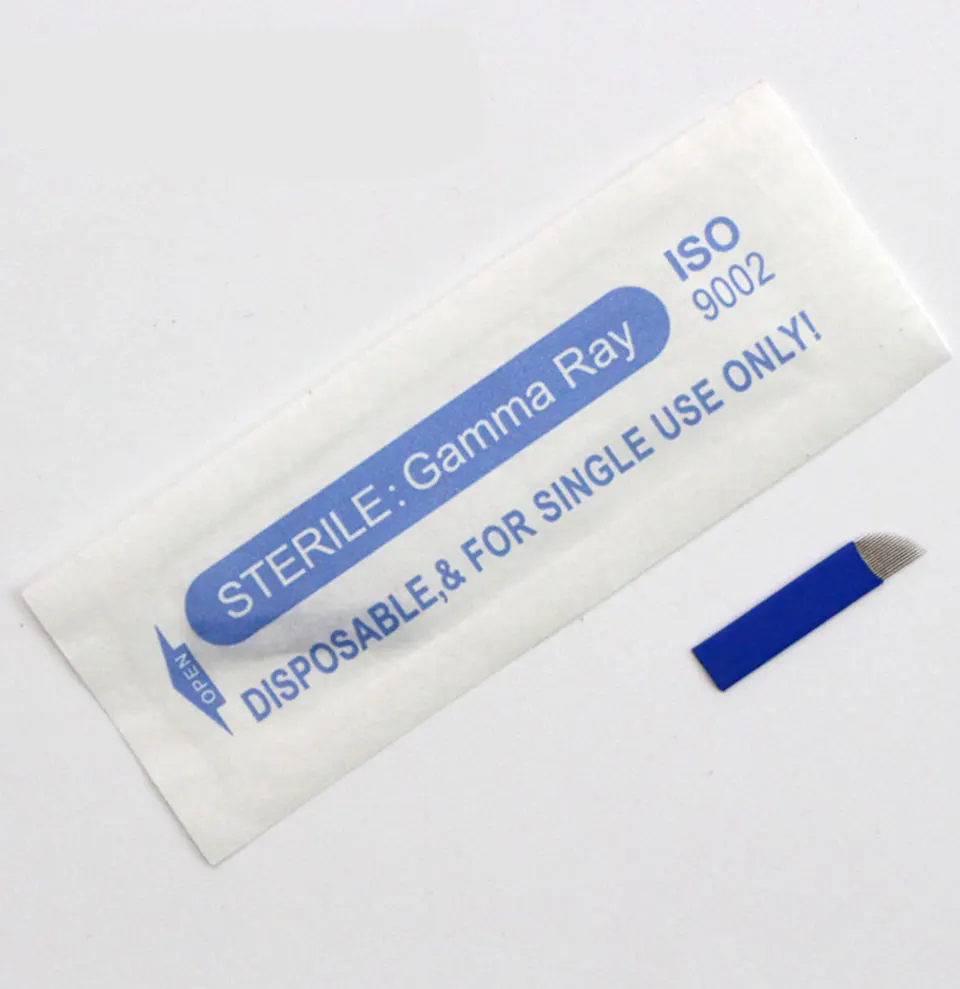 ISO
9002
STERILE: Gamma Ray
DISPOSABLE,& FOR SINGLE USE ONLY!
OPEN